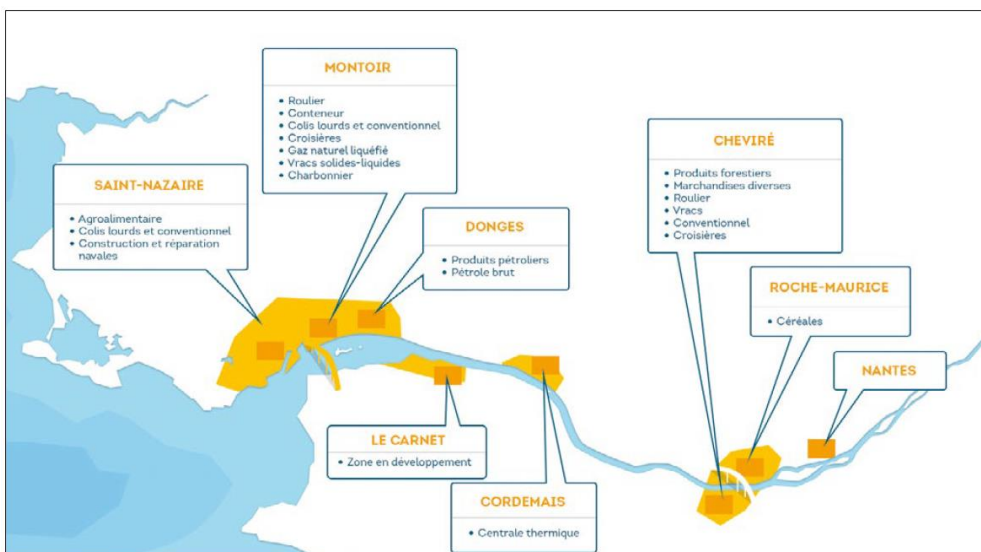 MONTOIR
• Roulier
• Conteneur
• Colis lourds et conventionnel
• Croisières
• Gaz naturel liquéfié
• Vracs solides-liquides
• Charbonnier
SAINT-NAZAIRE
• Agroalimentaire
• Colis lourds et conventionnel
• Construction et réparation
navales
DONGES
• Produits pétroliers
• Pétrole brut
CHEVIRÉ
• Produits forestiers
• Marchandises diverses
• Roulier
• Vracs
• Conventionnel
• Croisières
ROCHE-MAURICE
• Céréales
NANTES
LE CARNET
• Zone en développement
CORDEMAIS
• Centrale thermique